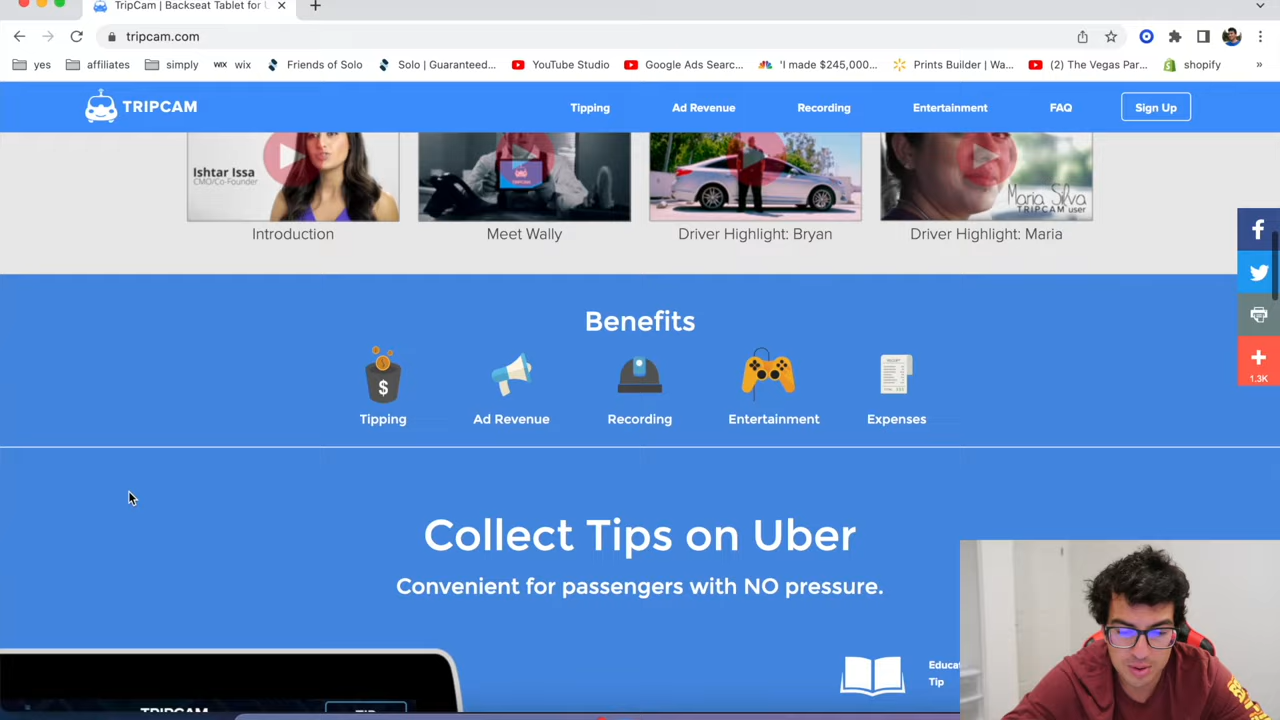 TripCam | Backseat Tablet for U
tripcam.com
yes
affiliates
simply
WIX wix
Friends of Solo
Solo | Guaranteed...
YouTube Studio
Google Ads Searc...
'I made $245,000...
Prints Builder | Wa...
(2) The Vegas Par...
shopify
»
TRIPCAM
Tipping
Ad Revenue
Recording
Entertainment
FAQ
Sign Up
Ishtar Issa
CMO/Co-Founder
TRIPCAM
Maria Silva
TRIPCAM user
Introduction
Meet Wally
Driver Highlight: Bryan
Driver Highlight: Maria
1.3K
Benefits
$
Tipping
Ad Revenue
Recording
Entertainment
Expenses
Collect Tips on Uber
Convenient for passengers with NO pressure.
Educa
Tip
TRIPCAM
TIP